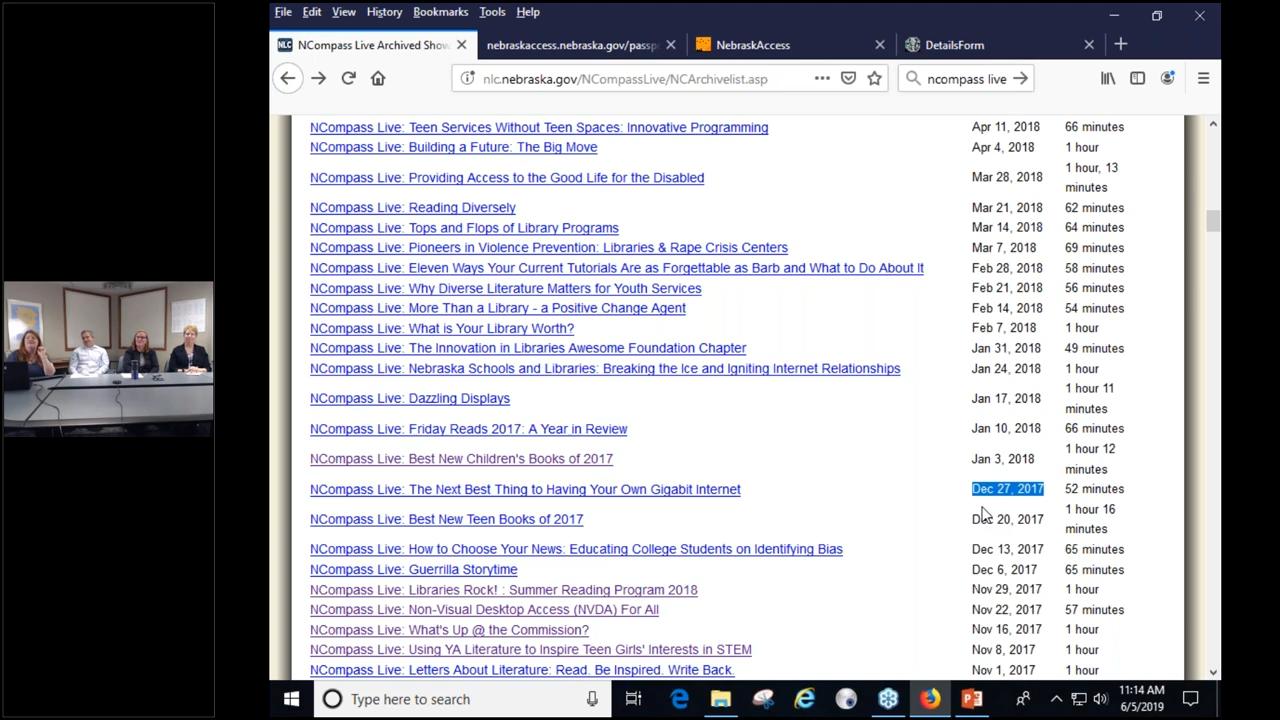 File Edit View History Bookmarks Tools Help
NLC NCompass Live Archived Show nebraskaccess.nebraska.gov/passp NebraskAccess DetailsForm
nlc.nebraska.gov/NCompassLive/NCArchivelist.asp ncompass live
NCompass Live: Teen Services Without Teen Spaces: Innovative Programming Apr 11, 2018 66 minutes
NCompass Live: Building a Future: The Big Move Apr 4, 2018 1 hour
NCompass Live: Providing Access to the Good Life for the Disabled Mar 28, 2018 1 hour, 13
minutes
NCompass Live: Reading Diversely Mar 21, 2018 62 minutes
NCompass Live: Tops and Flops of Library Programs Mar 14, 2018 64 minutes
NCompass Live: Pioneers in Violence Prevention: Libraries & Rape Crisis Centers Mar 7, 2018 69 minutes
NCompass Live: Eleven Ways Your Current Tutorials Are as Forgettable as Barb and What to Do About It Feb 28, 2018 58 minutes
NCompass Live: Why Diverse Literature Matters for Youth Services Feb 21, 2018 56 minutes
NCompass Live: More Than a Library - a Positive Change Agent Feb 14, 2018 54 minutes
NCompass Live: What is Your Library Worth? Feb 7, 2018 1 hour
NCompass Live: The Innovation in Libraries Awesome Foundation Chapter Jan 31, 2018 49 minutes
NCompass Live: Nebraska Schools and Libraries: Breaking the Ice and Igniting Internet Relationships Jan 24, 2018 1 hour
NCompass Live: Dazzling Displays Jan 17, 2018 1 hour 11
minutes
NCompass Live: Friday Reads 2017: A Year in Review Jan 10, 2018 66 minutes
NCompass Live: Best New Children's Books of 2017 Jan 3, 2018 1 hour 12
minutes
NCompass Live: The Next Best Thing to Having Your Own Gigabit Internet Dec 27, 2017 52 minutes
NCompass Live: Best New Teen Books of 2017 Dec 20, 2017 1 hour 16
minutes
NCompass Live: How to Choose Your News: Educating College Students on Identifying Bias Dec 13, 2017 65 minutes
NCompass Live: Guerrilla Storytime Dec 6, 2017 65 minutes
NCompass Live: Libraries Rock! : Summer Reading Program 2018 Nov 29, 2017 1 hour
NCompass Live: Non-Visual Desktop Access (NVDA) For All Nov 22, 2017 57 minutes
NCompass Live: What's Up @ the Commission? Nov 16, 2017 1 hour
NCompass Live: Using YA Literature to Inspire Teen Girls' Interests in STEM Nov 8, 2017 1 hour
NCompass Live: Letters About Literature: Read. Be Inspired. Write Back. Nov 1, 2017 1 hour
Type here to search
11:14 AM
6/5/2019